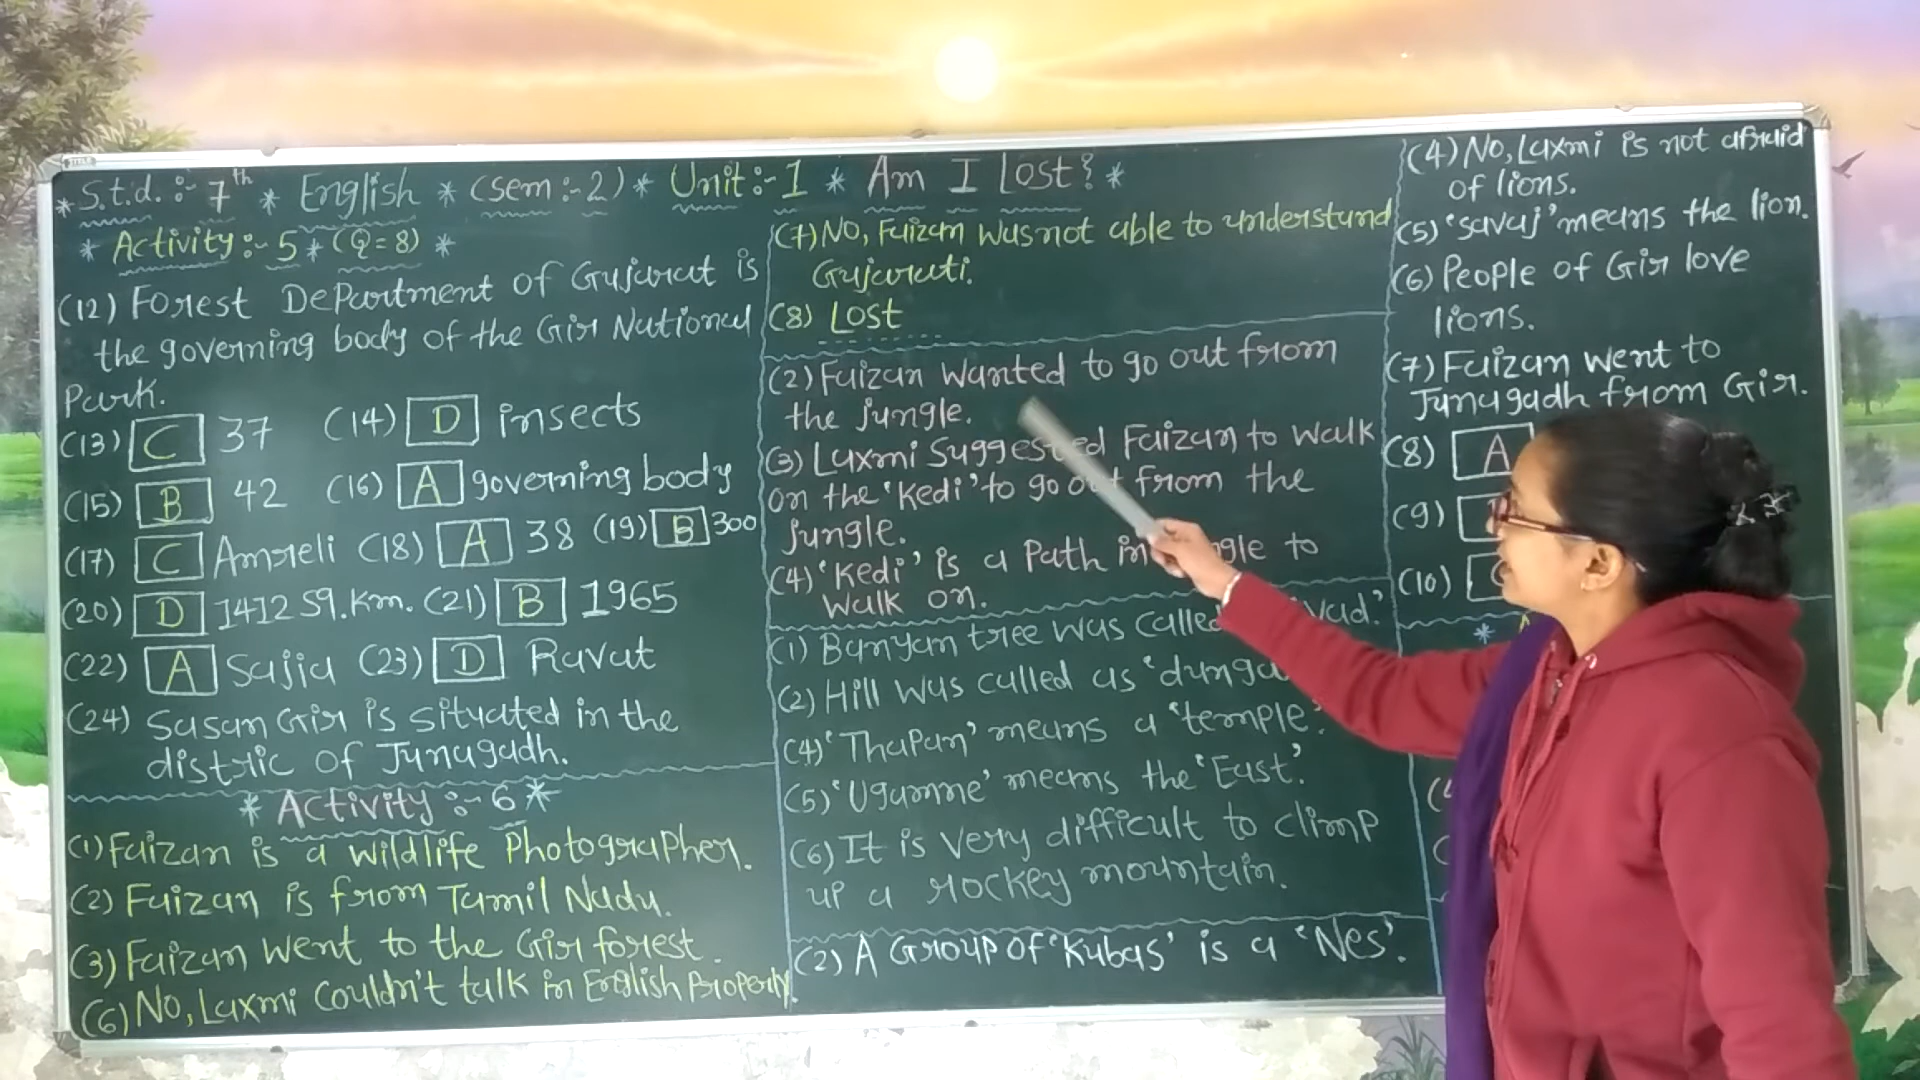 * S.t.d. :- 7th * English * (Sem :- 2) * Unit :- 1 * Am I Lost? *
* Activity :- 5 * (Q = 8) *
(12) Forest Department of Gujarat is
the governing body of the Gir National
Park.
(13) C 37 (14) D insects
(15) B 42 (16) A governing body
(17) C Amreli (18) A 38 (19) B 300
(20) D 1412 sq.km. (21) B 1965
(22) A Sajia (23) D Ravat
(24) Sasan Gir is situated in the
distric of Junagadh.
* Activity :- 6 *
(1) Faizan is a wildlife Photographer.
(2) Faizan is from Tamil Nadu.
(3) Faizan went to the Gir forest.
(6) No, Laxmi Couldn't talk in English Properly.
(7) No, Faizan was not able to understand
Gujarati.
(8) Lost
(2) Faizan wanted to go out from
the jungle.
(3) Laxmi Suggested Faizan to walk
on the 'Kedi' to go out from the
jungle.
(4) 'Kedi' is a Path in to
walk on.
(1) Banyan tree was called
(2) Hill was called as
(4) 'Thapan' means a 'temple'.
(5) 'Ugamne' means the 'East'.
(6) It is very difficult to climp
up a rockey mountain.
(2) A Group of 'Kubas' is a 'Nes'.
(4) No, Laxmi is not afraid
of lions.
(5) 'Savaj' means the lion.
(6) People of Gir love
lions.
(7) Faizan went to
Junagadh from Gir.
(8) A
(9)
(10)